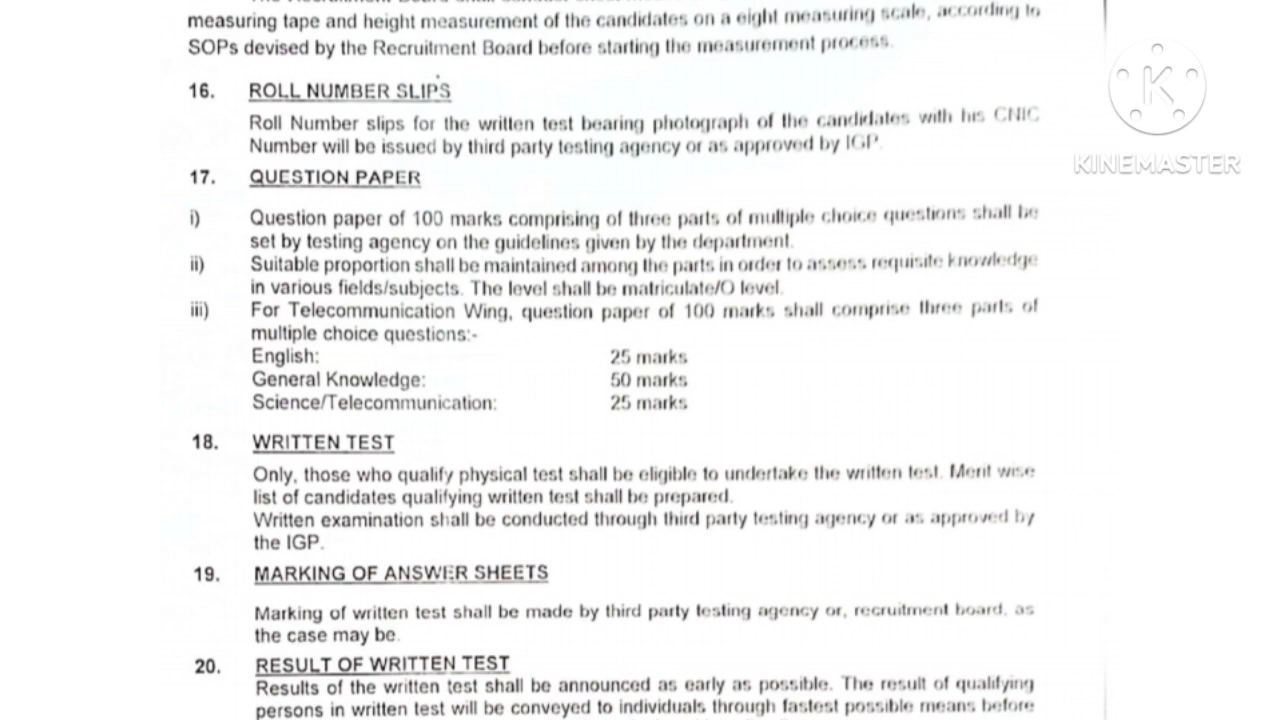 measuring tape and height measurement of the candidates on a eight measuring scale, according to
SOPs devised by the Recruitment Board before starting the measurement process.
16. ROLL NUMBER SLIPS
Roll Number slips for the written test bearing photograph of the candidates with his CNIC
Number will be issued by third party testing agency or as approved by IGP.
17. QUESTION PAPER
i) Question paper of 100 marks comprising of three parts of multiple choice questions shall be
set by testing agency on the guidelines given by the department.
ii) Suitable proportion shall be maintained among the parts in order to assess requisite knowledge
in various fields/subjects. The level shall be matriculate/O level.
iii) For Telecommunication Wing, question paper of 100 marks shall comprise three parts of
multiple choice questions:-
English: 25 marks
General Knowledge: 50 marks
Science/Telecommunication: 25 marks
18. WRITTEN TEST
Only, those who qualify physical test shall be eligible to undertake the written test. Merit wise
list of candidates qualifying written test shall be prepared.
Written examination shall be conducted through third party testing agency or as approved by
the IGP.
19. MARKING OF ANSWER SHEETS
Marking of written test shall be made by third party testing agency or, recruitment board, as
the case may be.
20. RESULT OF WRITTEN TEST
Results of the written test shall be announced as early as possible. The result of qualifying
persons in written test will be conveyed to individuals through fastest possible means before
K
KINEMASTER